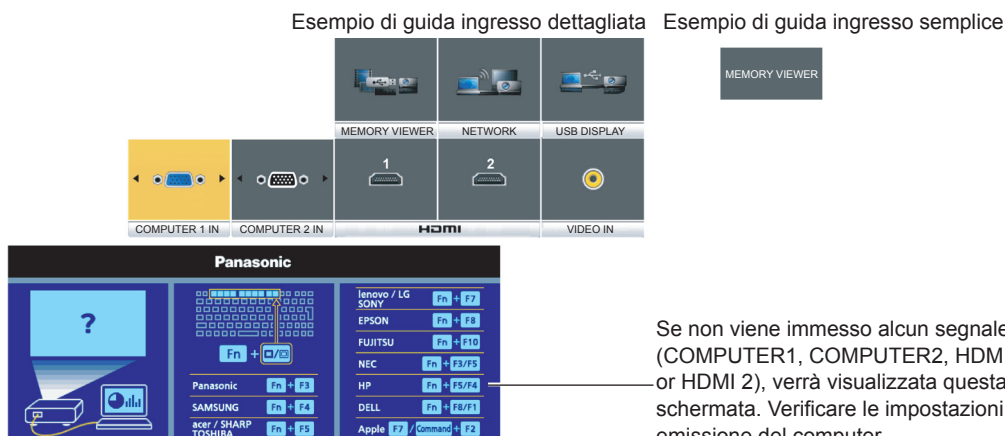 Esempio di guida ingresso dettagliata Esempio di guida ingresso semplice
MEMORY VIEWER
MEMORY VIEWER NETWORK USB DISPLAY
1 2
COMPUTER 1 IN COMPUTER 2 IN HDMI VIDEO IN
Panasonic
?
Fn +
Panasonic Fn + F3
SAMSUNG Fn + F4
acer / SHARP
TOSHIBA Fn + F5
lenovo / LG
SONY Fn + F7
EPSON Fn + F8
FUJITSU Fn + F10
NEC Fn + F3/F5
HP Fn + F5/F4
DELL Fn + F8/F1
Apple F7 / Command + F2
Se non viene immesso alcun segnale
(COMPUTER1, COMPUTER2, HDM
or HDMI 2), verrà visualizzata questa
schermata. Verificare le impostazioni
emissione del computer